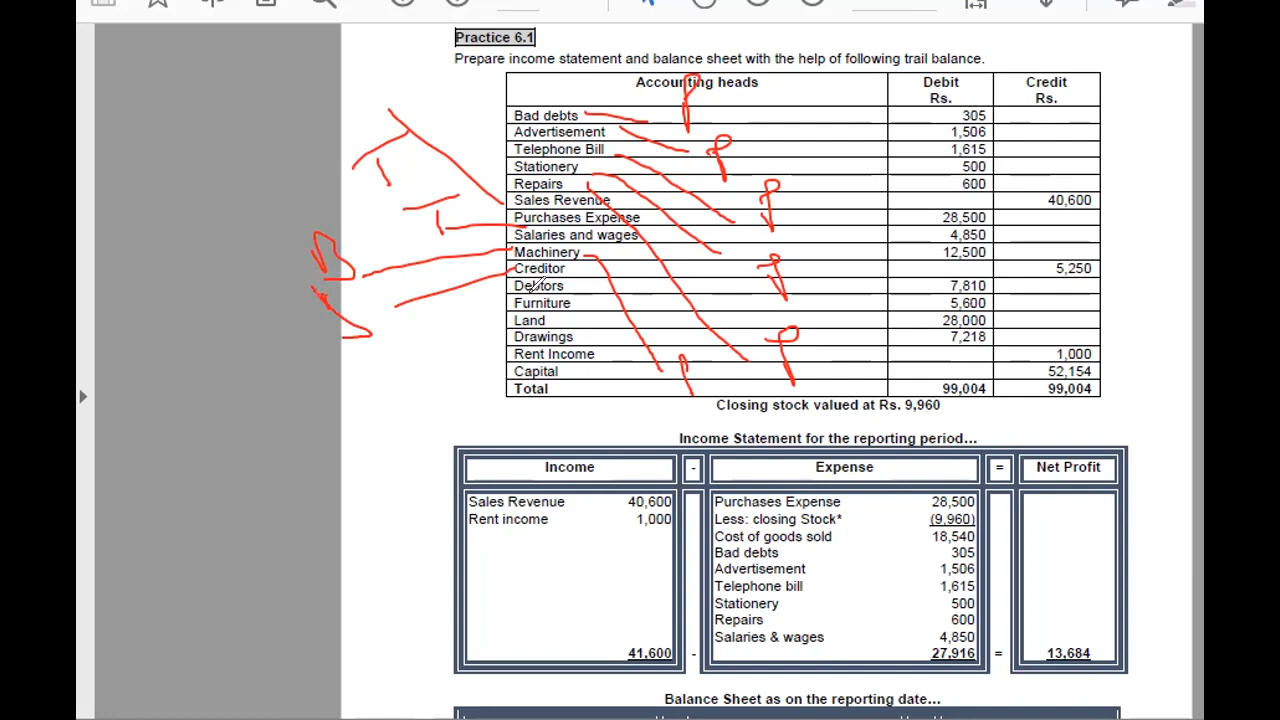 Practice 6.1
Prepare income statement and balance sheet with the help of following trail balance.
Accounting heads Debit Rs. Credit Rs.
Bad debts 305
Advertisement 1,506
Telephone Bill 1,615
Stationery 500
Repairs 600
Sales Revenue 40,600
Purchases Expense 28,500
Salaries and wages 4,850
Machinery 12,500
Creditor 5,250
Debtors 7,810
Furniture 5,600
Land 28,000
Drawings 7,218
Rent Income 1,000
Capital 52,154
Total 99,004 99,004
Closing stock valued at Rs. 9,960
Income Statement for the reporting period...
Income - Expense = Net Profit
Sales Revenue 40,600 Purchases Expense 28,500
Rent income 1,000 Less: closing Stock* (9,960)
Cost of goods sold 18,540
Bad debts 305
Advertisement 1,506
Telephone bill 1,615
Stationery 500
Repairs 600
Salaries & wages 4,850
41,600 - 27,916 = 13,684
Balance Sheet as on the reporting date...